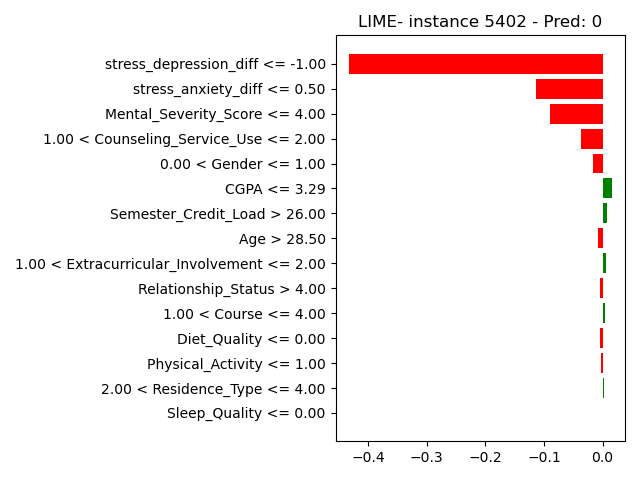 LIME- instance 5402 - Pred: 0
stress_depression_diff <= -1.00
stress_anxiety_diff <= 0.50
Mental_Severity_Score <= 4.00
1.00 < Counseling_Service_Use <= 2.00
0.00 < Gender <= 1.00
CGPA <= 3.29
Semester_Credit_Load > 26.00
Age > 28.50
1.00 < Extracurricular_Involvement <= 2.00
Relationship_Status > 4.00
1.00 < Course <= 4.00
Diet_Quality <= 0.00
Physical_Activity <= 1.00
2.00 < Residence_Type <= 4.00
Sleep_Quality <= 0.00
−0.4 −0.3 −0.2 −0.1 0.0